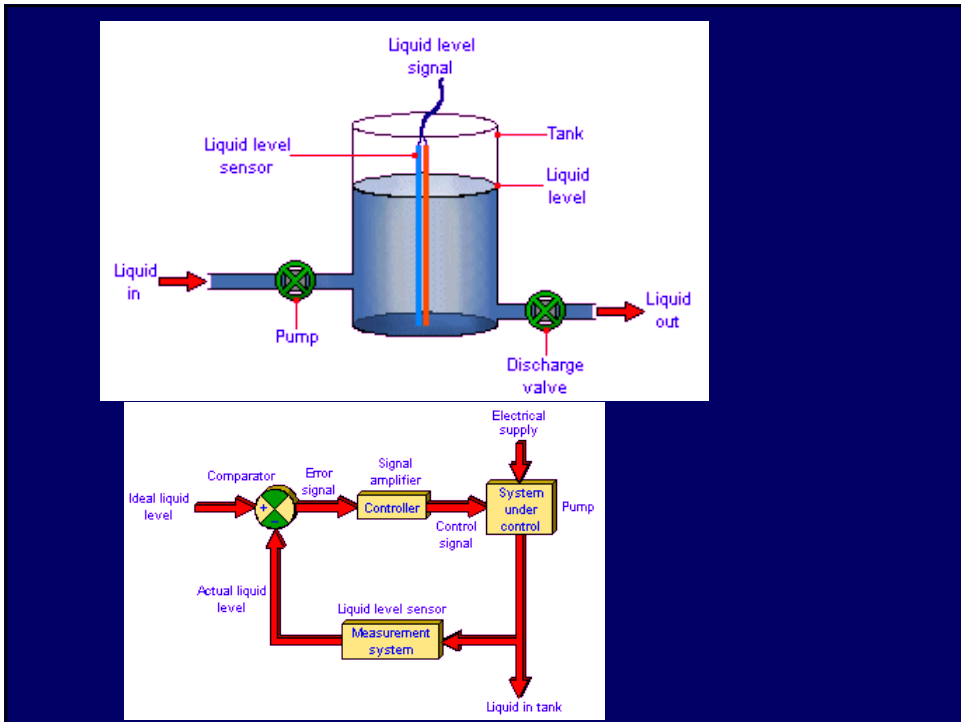 Liquid level
signal
Tank
Liquid level
sensor
Liquid
level
Liquid
in
Pump
Liquid
out
Discharge
valve
Electrical
supply
Signal
amplifier
Comparator
Error
signal
Ideal liquid
level
+
-
Controller
System
under
control
Pump
Control
signal
Actual liquid
level
Liquid level sensor
Measurement
system
Liquid in tank